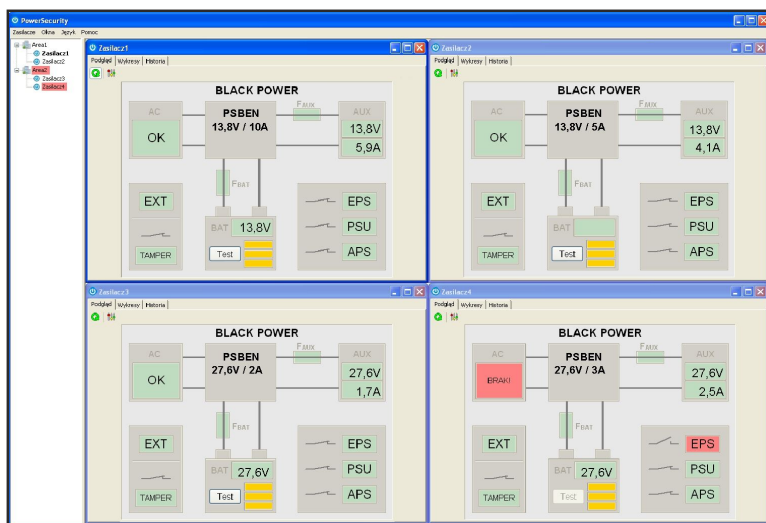 PowerSecurity
Zasilacze Okna Język Pomoc
Area1
Zasilacz1
Zasilacz2
Area2
Zasilacz3
Zasilacz4
Zasilacz1
Podgląd Wykresy Historia
BLACK POWER
AC
OK
PSBEN
13,8V / 10A
FAUX
AUX
13,8V
5,9A
FBAT
EXT
TAMPER
BAT 13,8V
Test
EPS
PSU
APS
Zasilacz2
Podgląd Wykresy Historia
BLACK POWER
AC
OK
PSBEN
13,8V / 5A
FAUX
AUX
13,8V
4,1A
FBAT
EXT
TAMPER
BAT
Test
EPS
PSU
APS
Zasilacz3
Podgląd Wykresy Historia
BLACK POWER
AC
OK
PSBEN
27,6V / 2A
FAUX
AUX
27,6V
1,7A
FBAT
EXT
TAMPER
BAT 27,6V
Test
EPS
PSU
APS
Zasilacz4
Podgląd Wykresy Historia
BLACK POWER
AC
BRAK!
PSBEN
27,6V / 3A
FAUX
AUX
27,6V
2,5A
FBAT
EXT
TAMPER
BAT 27,6V
Test
EPS
PSU
APS